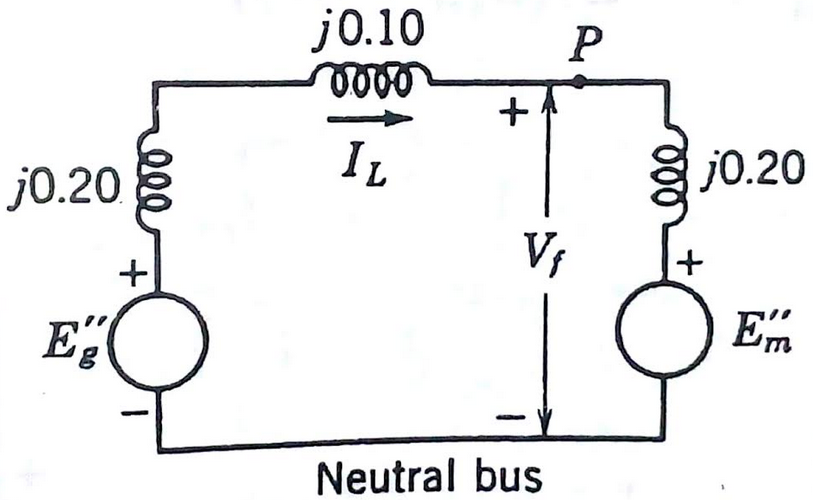 j0.10
P
+
I_L
j0.20
j0.20
V_f
+
+
E''_g
E''_m
−
−
Neutral bus